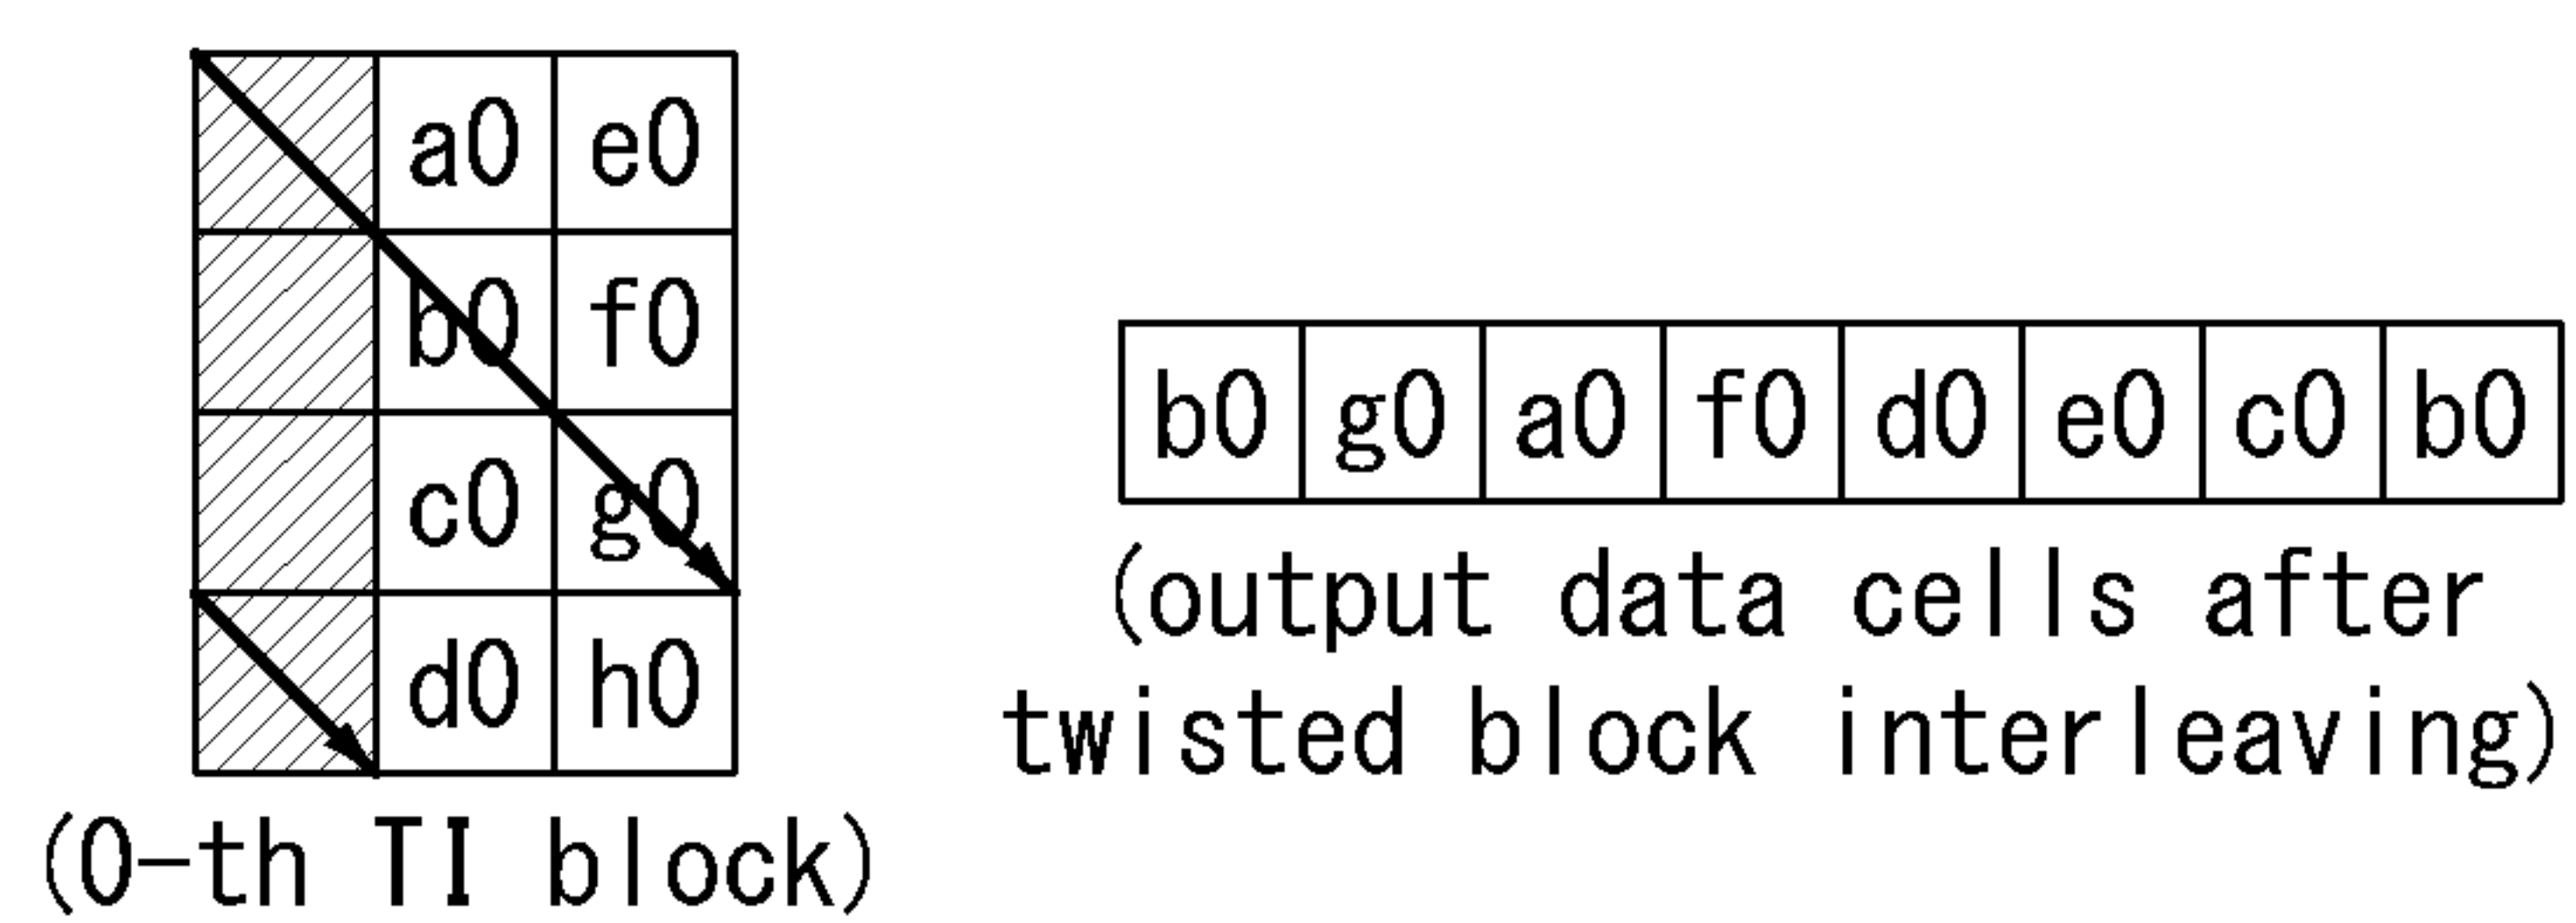 a0 e0
b0 f0
c0 g0
d0 h0
(0-th TI block)
b0 g0 a0 f0 d0 e0 c0 b0
(output data cells after
twisted block interleaving)